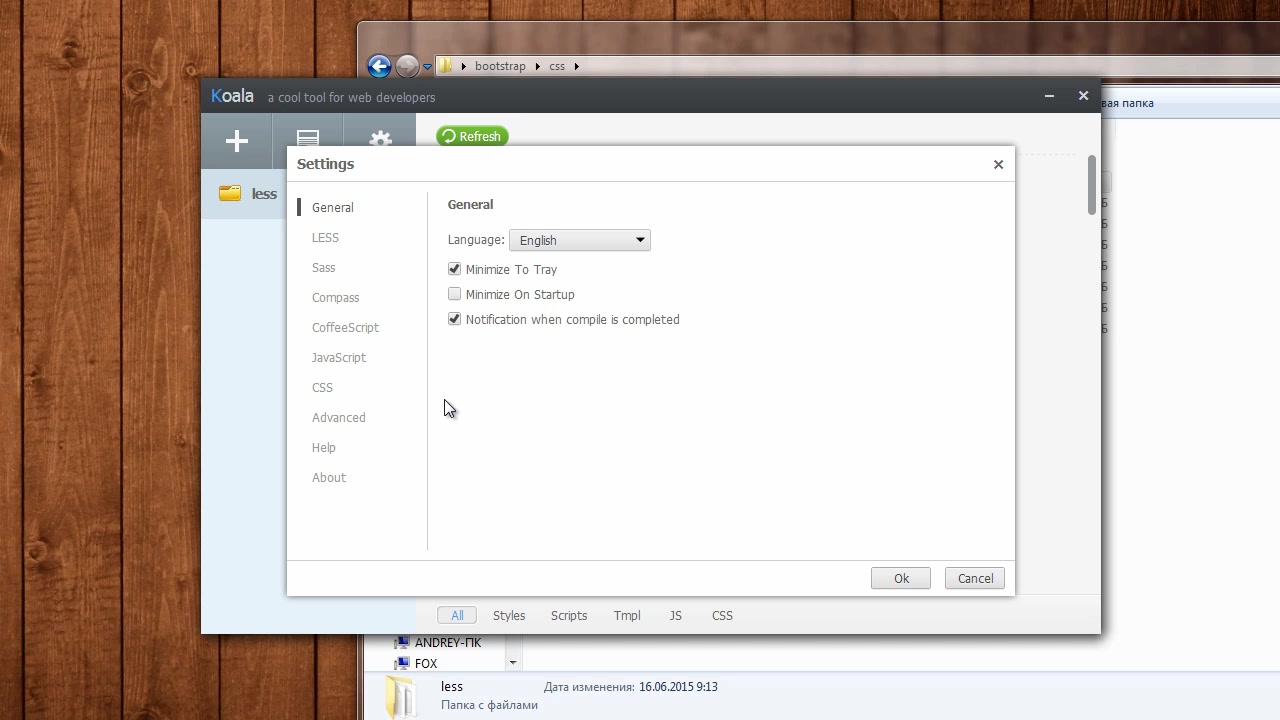 bootstrap css
Koala a cool tool for web developers
вая папка
Refresh
Settings
less
General
LESS
Sass
Compass
CoffeeScript
JavaScript
CSS
Advanced
Help
About
General
Language: English
Minimize To Tray
Minimize On Startup
Notification when compile is completed
Ok Cancel
All Styles Scripts Tmpl JS CSS
ANDREY-ПК
FOX
less Дата изменения: 16.06.2015 9:13
Папка с файлами